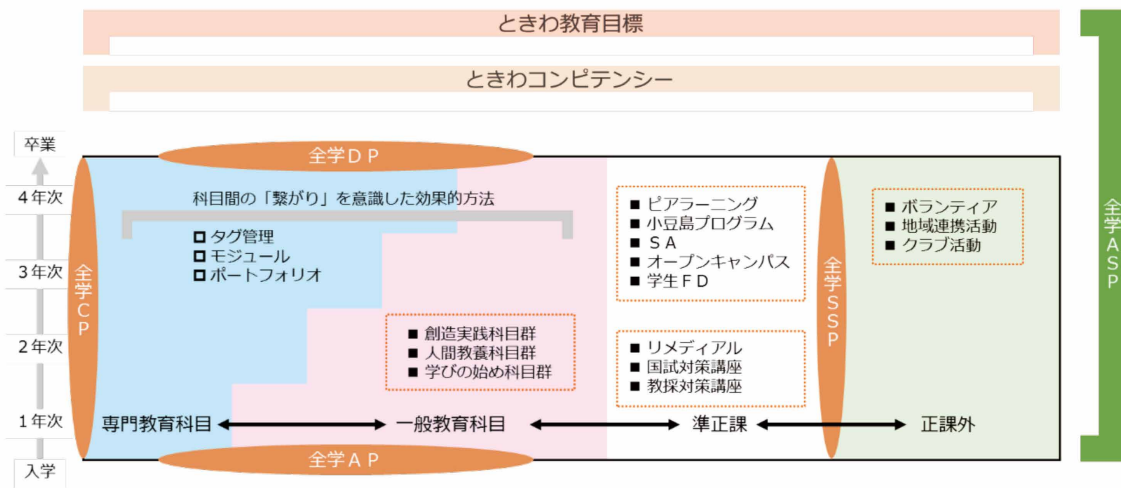 ときわ教育目標
ときわコンピテンシー
卒業
4年次
3年次
2年次
1年次
入学
全学CP
全学DP
科目間の「繋がり」を意識した効果的方法
タグ管理
モジュール
ポートフォリオ
創造実践科目群
人間教養科目群
学びの始め科目群
ピアラーニング
小豆島プログラム
SA
オープンキャンパス
学生FD
リメディアル
国試対策講座
教採対策講座
全学SSP
ボランティア
地域連携活動
クラブ活動
専門教育科目
一般教育科目
準正課
正課外
全学AP
全学ASP